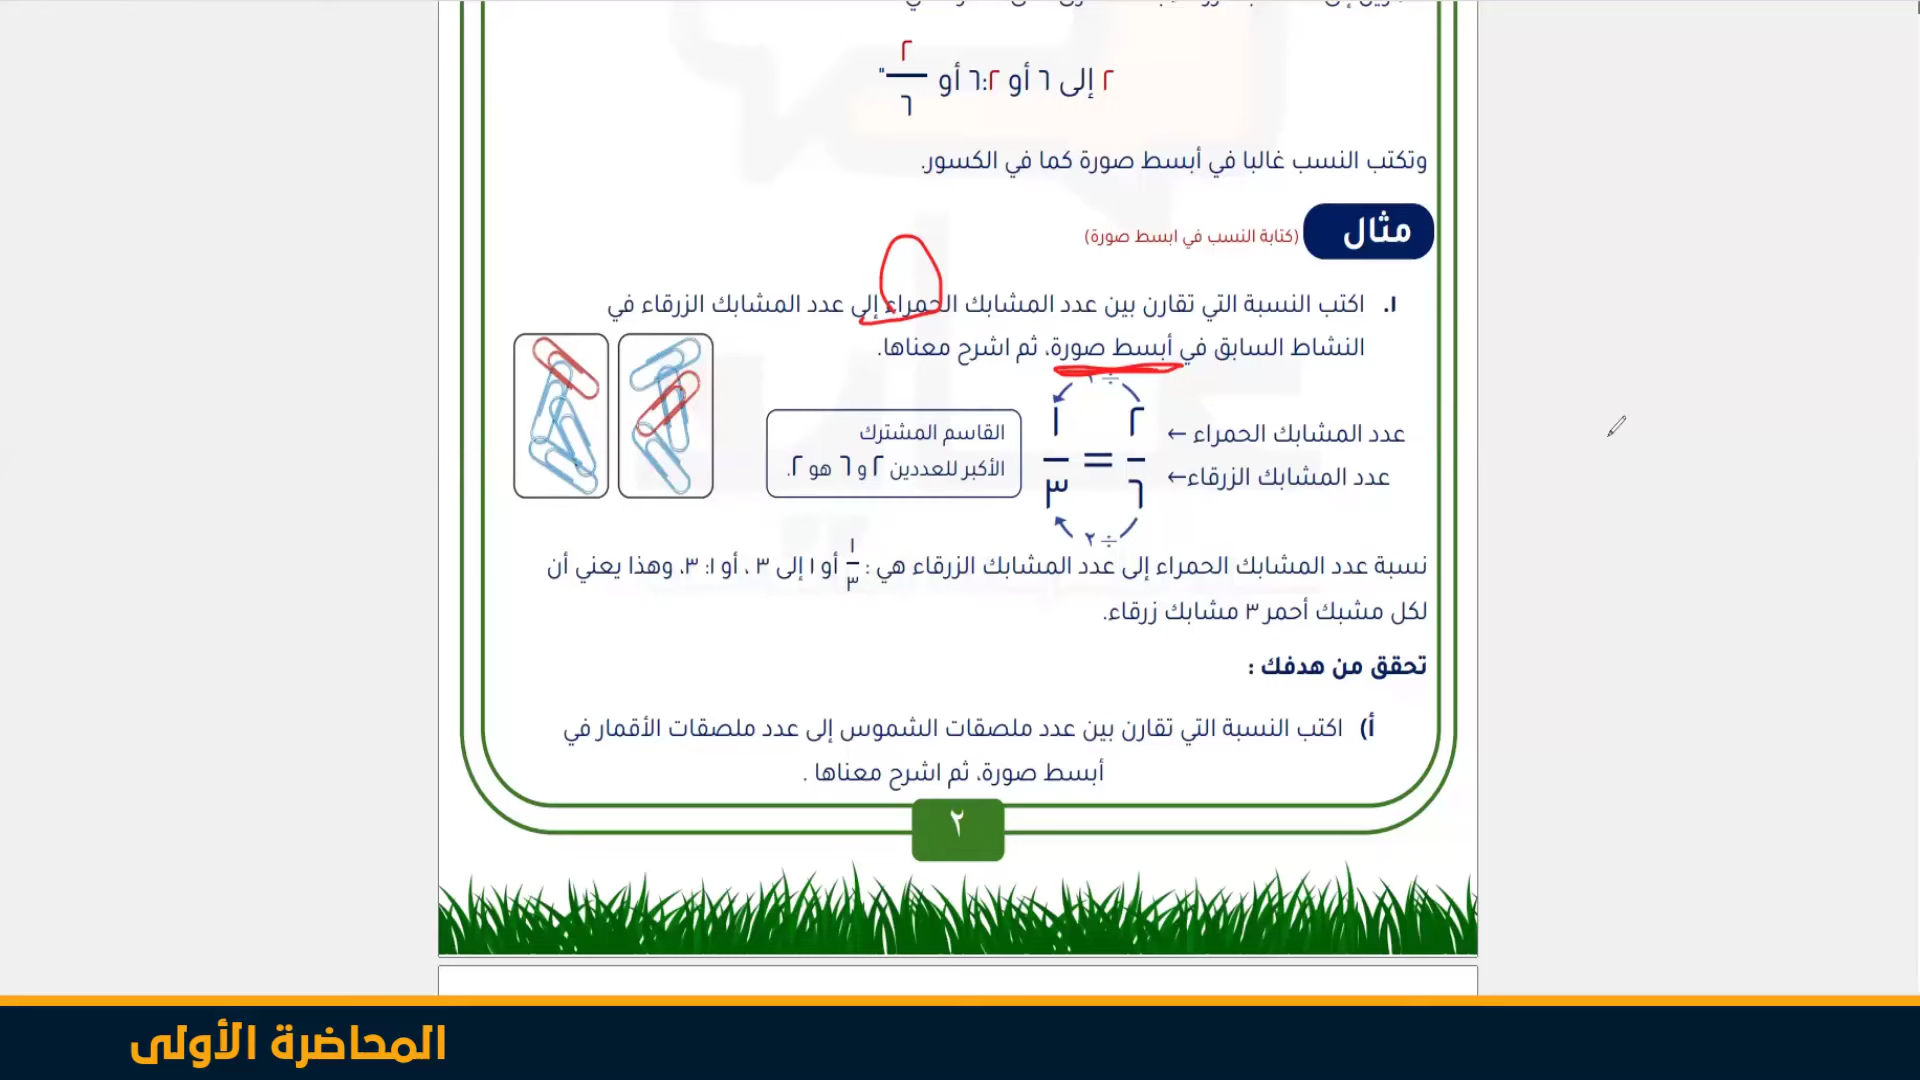 ٢ إلى ٦ أو ٢:٦ أو ٢/٦ "
وتكتب النسب غالبا في أبسط صورة كما في الكسور.
مثال (كتابة النسب في ابسط صورة)
١. اكتب النسبة التي تقارن بين عدد المشابك الحمراء إلى عدد المشابك الزرقاء في
النشاط السابق في أبسط صورة، ثم اشرح معناها.
÷ ٢
عدد المشابك الحمراء ← ٢ ١
= 
عدد المشابك الزرقاء← ٦ ٣
÷ ٢
القاسم المشترك
الأكبر للعددين ٢ و ٦ هو ٢.
نسبة عدد المشابك الحمراء إلى عدد المشابك الزرقاء هي : ١/٣ أو ١ إلى ٣ ، أو ١: ٣، وهذا يعني أن
لكل مشبك أحمر ٣ مشابك زرقاء.
تحقق من هدفك :
أ) اكتب النسبة التي تقارن بين عدد ملصقات الشموس إلى عدد ملصقات الأقمار في
أبسط صورة، ثم اشرح معناها .
٢
المحاضرة الأولى